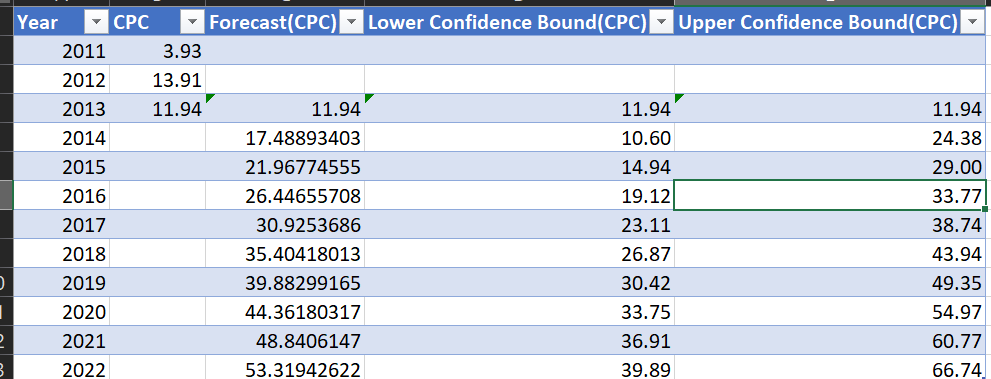 Year CPC Forecast(CPC) Lower Confidence Bound(CPC) Upper Confidence Bound(CPC)
2011 3.93
2012 13.91
2013 11.94 11.94 11.94 11.94
2014 17.48893403 10.60 24.38
2015 21.96774555 14.94 29.00
2016 26.44655708 19.12 33.77
2017 30.9253686 23.11 38.74
2018 35.40418013 26.87 43.94
2019 39.88299165 30.42 49.35
2020 44.36180317 33.75 54.97
2021 48.8406147 36.91 60.77
2022 53.31942622 39.89 66.74